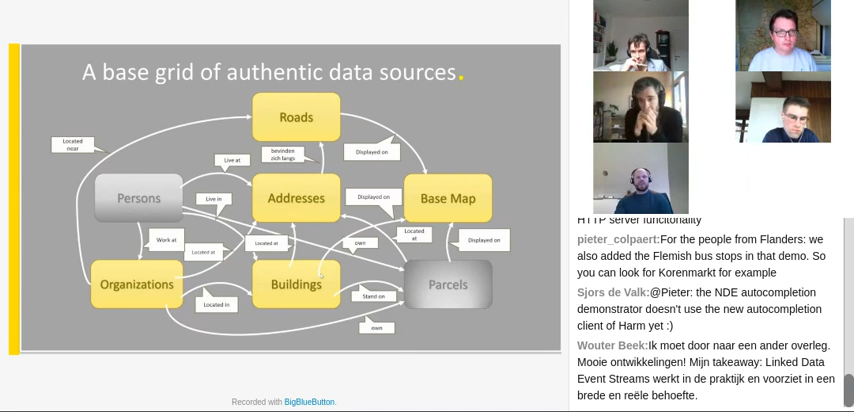 A base grid of authentic data sources.
Roads
Located
near
bevinden
zich langs
Displayed on
Live at
Persons
Addresses
Base Map
Live in
Displayed on
Work at
Located at
Located at
own
Located
at
Displayed on
Organizations
Buildings
Parcels
Located in
Stand on
own
Recorded with BigBlueButton.
HTTP server funcitonality
pieter_colpaert:For the people from Flanders: we
also added the Flemish bus stops in that demo. So
you can look for Korenmarkt for example
Sjors de Valk:@Pieter: the NDE autocompletion
demonstrator doesn't use the new autocompletion
client of Harm yet :)
Wouter Beek:Ik moet door naar een ander overleg.
Mooie ontwikkelingen! Mijn takeaway: Linked Data
Event Streams werkt in de praktijk en voorziet in een
brede en reële behoefte.